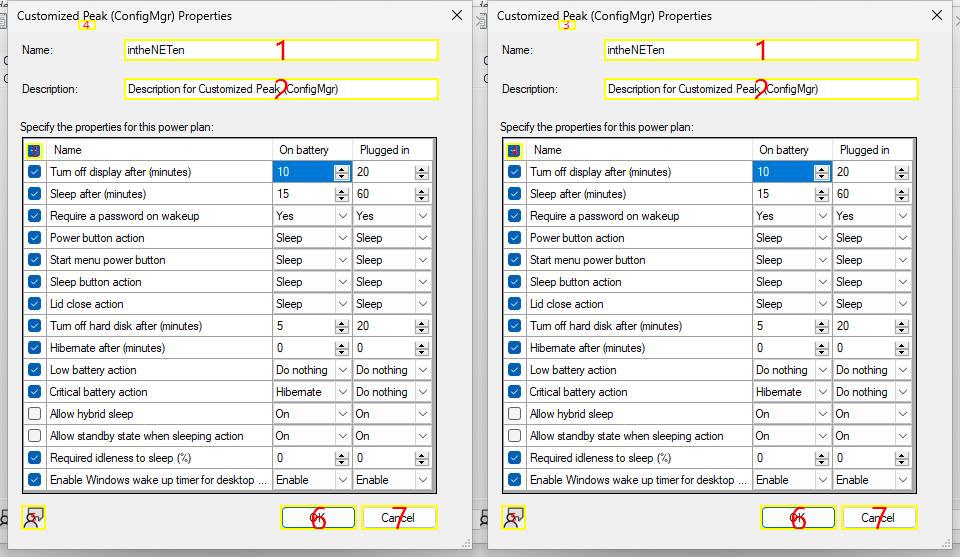 Customized Peak (ConfigMgr) Properties
4
Name: intheNETen 1
Description: Description for Customized Peak (ConfigMgr) 2
Specify the properties for this power plan:
Name On battery Plugged in
Turn off display after (minutes) 10 20
Sleep after (minutes) 15 60
Require a password on wakeup Yes Yes
Power button action Sleep Sleep
Start menu power button Sleep Sleep
Sleep button action Sleep Sleep
Lid close action Sleep Sleep
Turn off hard disk after (minutes) 5 20
Hibernate after (minutes) 0 0
Low battery action Do nothing Do nothing
Critical battery action Hibernate Do nothing
Allow hybrid sleep On On
Allow standby state when sleeping action On On
Required idleness to sleep (%) 0 0
Enable Windows wake up timer for desktop ... Enable Enable
OK 6 Cancel 7
Customized Peak (ConfigMgr) Properties
3
Name: intheNETen 1
Description: Description for Customized Peak (ConfigMgr) 2
Specify the properties for this power plan:
Name On battery Plugged in
Turn off display after (minutes) 10 20
Sleep after (minutes) 15 60
Require a password on wakeup Yes Yes
Power button action Sleep Sleep
Start menu power button Sleep Sleep
Sleep button action Sleep Sleep
Lid close action Sleep Sleep
Turn off hard disk after (minutes) 5 20
Hibernate after (minutes) 0 0
Low battery action Do nothing Do nothing
Critical battery action Hibernate Do nothing
Allow hybrid sleep On On
Allow standby state when sleeping action On On
Required idleness to sleep (%) 0 0
Enable Windows wake up timer for desktop ... Enable Enable
OK 6 Cancel 7